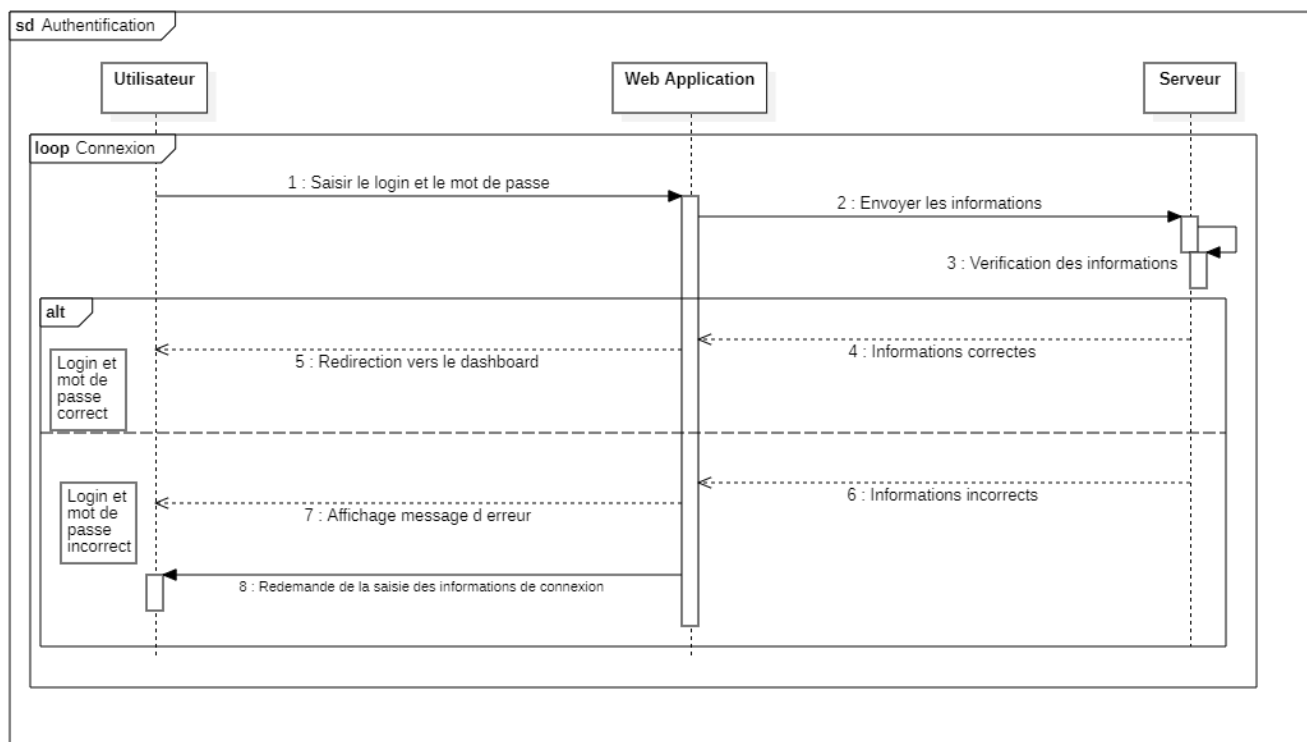 sd Authentification
Utilisateur
Web Application
Serveur
loop Connexion
1 : Saisir le login et le mot de passe
2 : Envoyer les informations
3 : Verification des informations
alt
4 : Informations correctes
5 : Redirection vers le dashboard
Login et
mot de
passe
correct
6 : Informations incorrects
7 : Affichage message d erreur
Login et
mot de
passe
incorrect
8 : Redemande de la saisie des informations de connexion